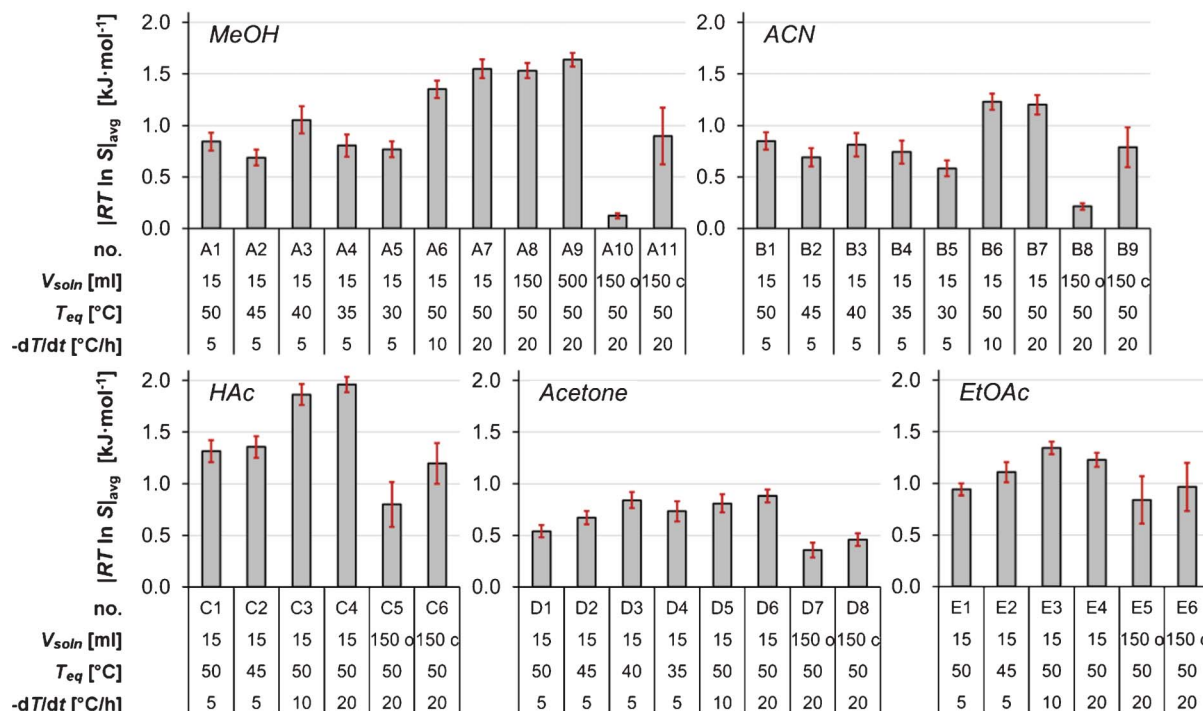 |RT ln S|avg [kJ·mol⁻¹]
2.0
1.5
1.0
0.5
0.0
MeOH
no. A1 A2 A3 A4 A5 A6 A7 A8 A9 A10 A11
Vsoln [ml] 15 15 15 15 15 15 15 150 500 150 o 150 c
Teq [°C] 50 45 40 35 30 50 50 50 50 50 50
-dT/dt [°C/h] 5 5 5 5 5 10 20 20 20 20 20
2.0
1.5
1.0
0.5
0.0
|RT ln S|avg [kJ·mol⁻¹]
ACN
B1 B2 B3 B4 B5 B6 B7 B8 B9
15 15 15 15 15 15 15 150 o 150 c
50 45 40 35 30 50 50 50 50
5 5 5 5 5 10 20 20 20
|RT ln S|avg [kJ·mol⁻¹]
2.0
1.5
1.0
0.5
0.0
HAc
no. C1 C2 C3 C4 C5 C6
Vsoln [ml] 15 15 15 15 150 o 150 c
Teq [°C] 50 45 50 50 50 50
-dT/dt [°C/h] 5 5 10 20 20 20
2.0
1.5
1.0
0.5
0.0
Acetone
D1 D2 D3 D4 D5 D6 D7 D8
15 15 15 15 15 15 150 o 150 c
50 45 40 35 50 50 50 50
5 5 5 5 10 20 20 20
2.0
1.5
1.0
0.5
0.0
EtOAc
E1 E2 E3 E4 E5 E6
15 15 15 15 150 o 150 c
50 45 50 50 50 50
5 5 10 20 20 20